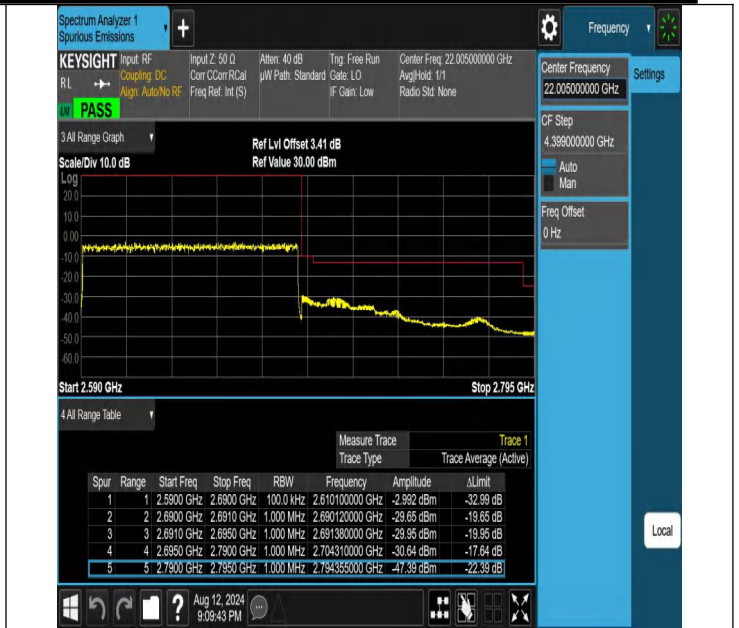 Spectrum Analyzer 1
Spurious Emissions
Frequency
KEYSIGHT
RL
PASS
Input: RF
Coupling: DC
Align: Auto/No RF
Input Z: 50 Ω
Corr CCorr RCal
Freq Ref: Int (S)
Atten: 40 dB
µW Path: Standard
Trig: Free Run
Gate: LO
IF Gain: Low
Center Freq: 22.005000000 GHz
Avg|Hold: 1/1
Radio Std: None
Center Frequency
22.005000000 GHz
Settings
CF Step
4.399000000 GHz
Auto
Man
Freq Offset
0 Hz
3 All Range Graph
Scale/Div 10.0 dB
Ref Lvl Offset 3.41 dB
Ref Value 30.00 dBm
Log
20.0
10.0
0.00
-10.0
-20.0
-30.0
-40.0
-50.0
-60.0
Start 2.590 GHz
Stop 2.795 GHz
4 All Range Table
Measure Trace Trace 1
Trace Type Trace Average (Active)
Spur Range Start Freq Stop Freq RBW Frequency Amplitude ΔLimit
1 1 2.5900 GHz 2.6900 GHz 100.0 kHz 2.610100000 GHz -2.992 dBm -32.99 dB
2 2 2.6900 GHz 2.6910 GHz 1.000 MHz 2.690120000 GHz -29.65 dBm -19.65 dB
3 3 2.6910 GHz 2.6950 GHz 1.000 MHz 2.691380000 GHz -29.95 dBm -19.95 dB
4 4 2.6950 GHz 2.7900 GHz 1.000 MHz 2.704310000 GHz -30.64 dBm -17.64 dB
5 5 2.7900 GHz 2.7950 GHz 1.000 MHz 2.794355000 GHz -47.39 dBm -22.39 dB
Local
Aug 12, 2024
9:09:43 PM